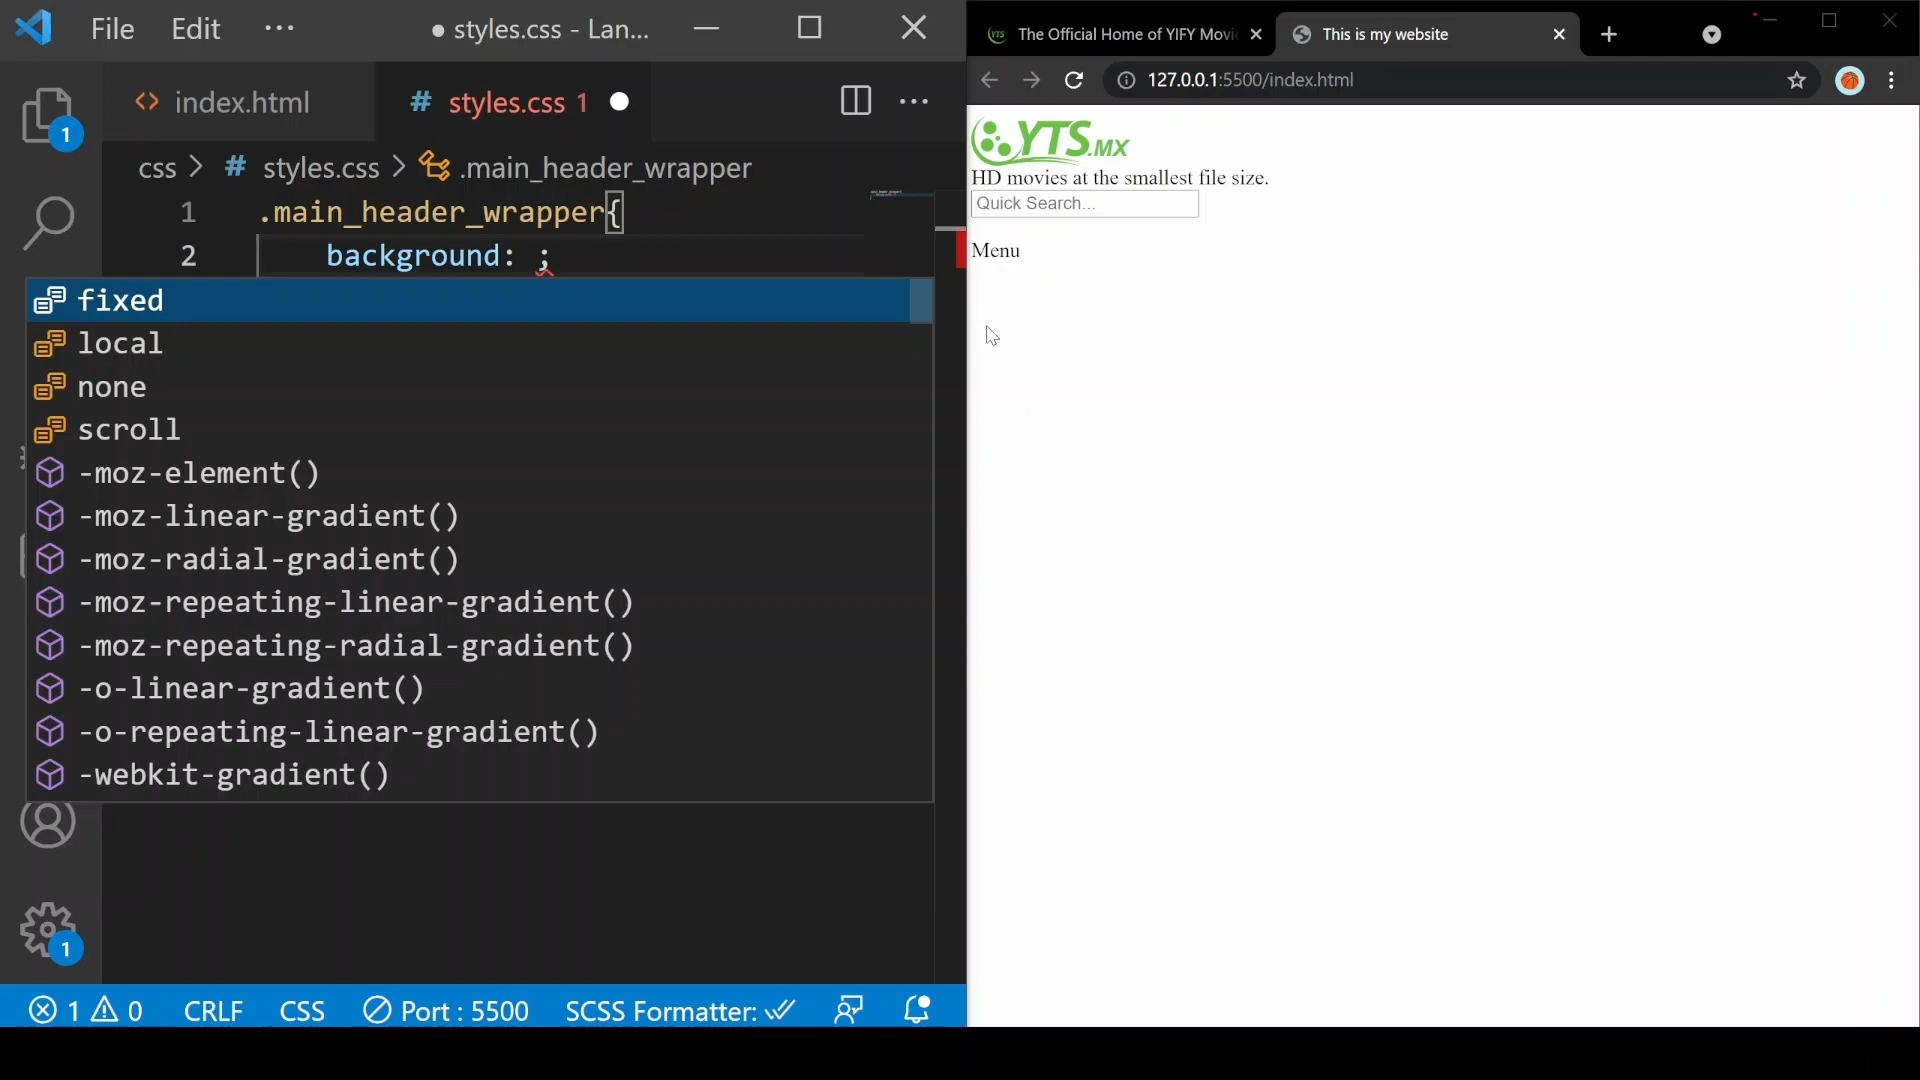 File Edit ...
● styles.css - Lan...
index.html
# styles.css 1 ●
css > # styles.css > .main_header_wrapper
1 .main_header_wrapper{
2 background: ;
fixed
local
none
scroll
-moz-element()
-moz-linear-gradient()
-moz-radial-gradient()
-moz-repeating-linear-gradient()
-moz-repeating-radial-gradient()
-o-linear-gradient()
-o-repeating-linear-gradient()
-webkit-gradient()
1
1
1 0 CRLF CSS Port : 5500 SCSS Formatter:
YTS The Official Home of YIFY Movi
This is my website
127.0.0.1:5500/index.html
YTS.MX
HD movies at the smallest file size.
Quick Search...
Menu